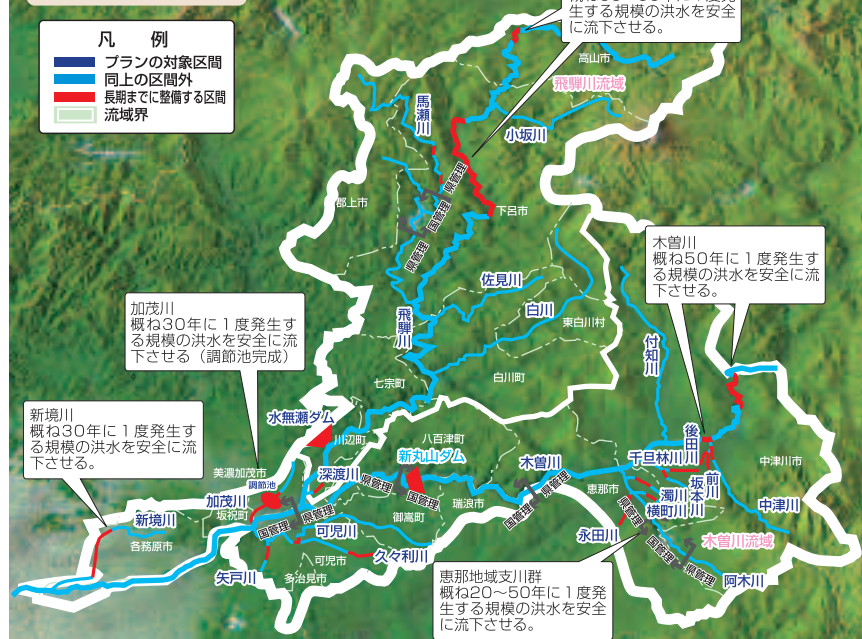 生する規模の洪水を安全
に流下させる。
凡　例
プランの対象区間
同上の区間外
長期までに整備する区間
流域界
高山市
飛騨川流域
馬瀬川
小坂川
県管理
国管理
県管理
郡上市
下呂市
木曽川
概ね50年に１度発生す
る規模の洪水を安全に流
下させる。
佐見川
白川
東白川村
飛騨川
付知川
加茂川
概ね30年に１度発生す
る規模の洪水を安全に流
下させる（調節池完成）
七宗町
白川町
水無瀬ダム
川辺町
八百津町
新丸山ダム
新境川
概ね30年に１度発生す
る規模の洪水を安全に流
下させる。
美濃加茂市
調節池
深渡川
県管理
国管理
木曽川
千旦林川
後田川
前川
坂本川
中津川市
加茂川
坂祝町
国管理
県管理
御嵩町
瑞浪市
国管理
県管理
恵那市
濁川
横町川
中津川
新境川
各務原市
可児川
可児市
久々利川
永田川
県管理
国管理
県管理
木曽川流域
矢戸川
多治見市
阿木川
恵那地域支川群
概ね20～50年に１度発
生する規模の洪水を安全
に流下させる。